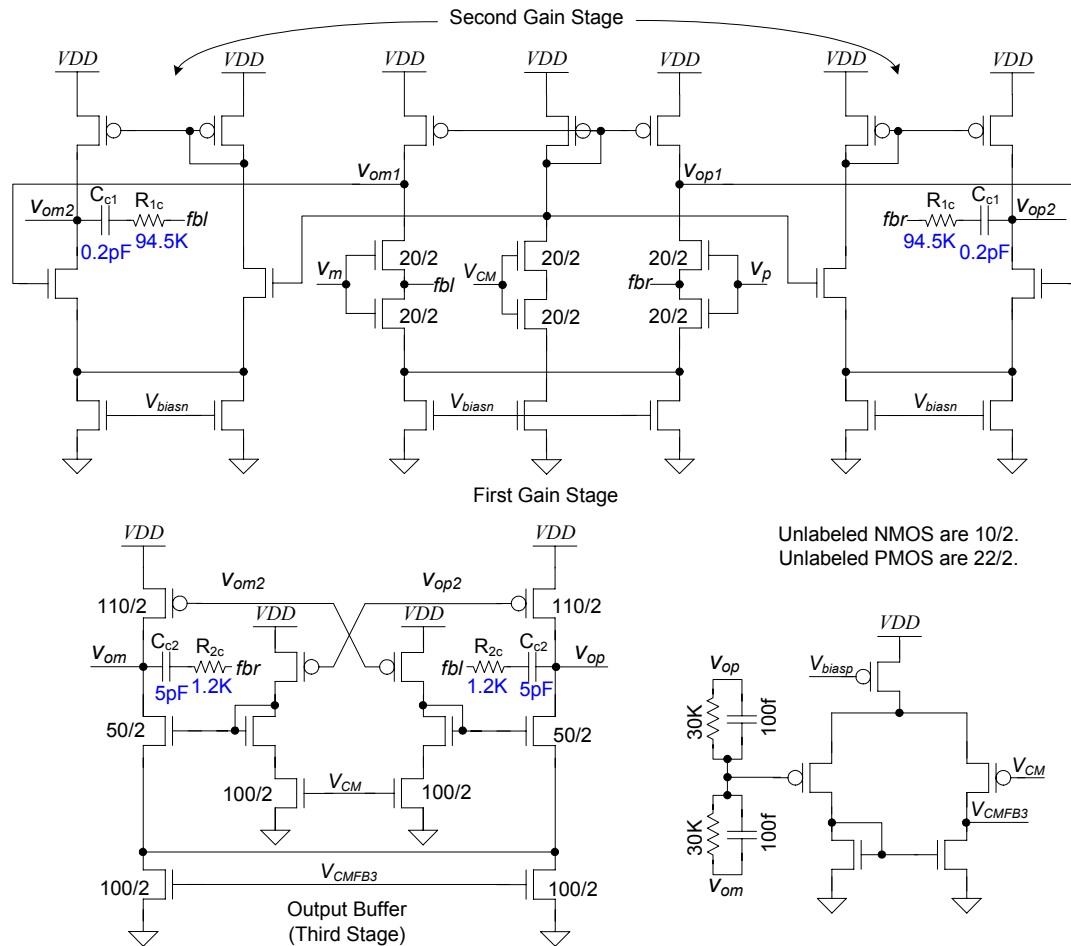 Second Gain Stage
VDD
VDD
VDD
VDD
VDD
VDD
VDD
vom1
vop1
vom2
Cc1
R1c
fbl
0.2pF
94.5K
fbr
R1c
Cc1
vop2
94.5K
0.2pF
20/2
20/2
20/2
vm
fbl
VCM
fbr
vp
20/2
20/2
20/2
Vbiasn
Vbiasn
Vbiasn
First Gain Stage
Unlabeled NMOS are 10/2.
Unlabeled PMOS are 22/2.
VDD
VDD
vom2
vop2
110/2
110/2
VDD
VDD
VDD
vom
Cc2
R2c
fbr
5pF
1.2K
fbl
R2c
Cc2
vop
1.2K
5pF
50/2
50/2
100/2
VCM
100/2
VCMFB3
100/2
100/2
Output Buffer
(Third Stage)
Vbiasp
vop
30K
100f
VCM
VCMFB3
30K
100f
vom